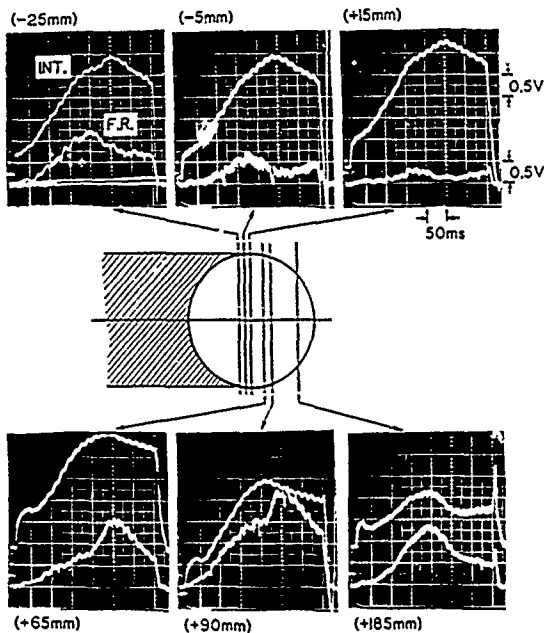 (-25mm)
(-5mm)
(+15mm)
INT.
F.R.
0.5V
0.5V
50ms
(+65mm)
(+90mm)
(+185mm)